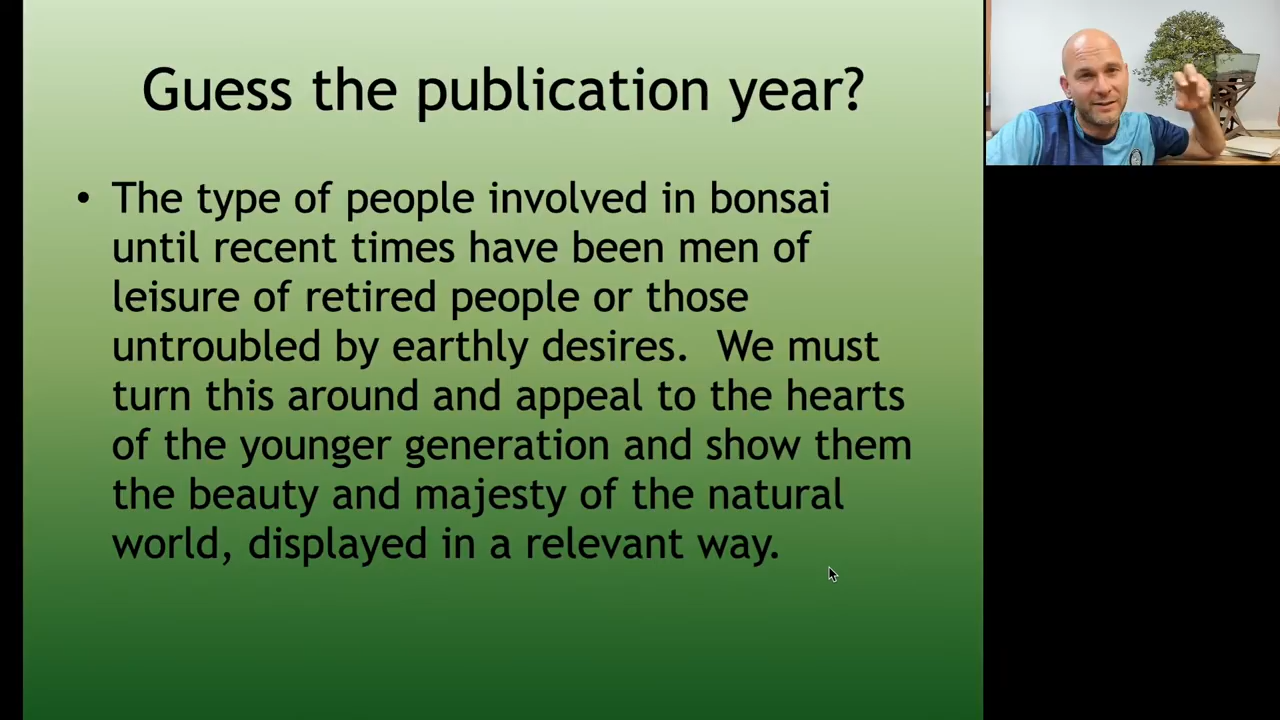 Guess the publication year?
• The type of people involved in bonsai
until recent times have been men of
leisure of retired people or those
untroubled by earthly desires.  We must
turn this around and appeal to the hearts
of the younger generation and show them
the beauty and majesty of the natural
world, displayed in a relevant way.